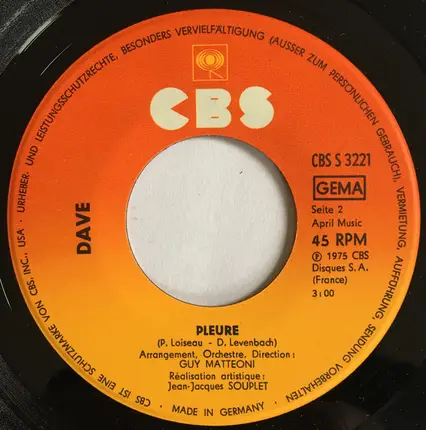 CBS
CBS S 3221
GEMA
Seite 2
April Music
45 RPM
℗ 1975 CBS
Disques S.A.
(France)
3:00
DAVE
PLEURE
(P. Loiseau - D. Levenbach)
Arrangement, Orchestre, Direction:
GUY MATTEONI
Réalisation artistique:
Jean-Jacques SOUPLET
CBS IST EINE SCHUTZMARKE VON CBS, INC., USA · URHEBER- UND LEISTUNGSSCHUTZRECHTE, BESONDERS VERVIELFÄLTIGUNG (AUSSER ZUM PERSÖNLICHEN GEBRAUCH), VERMIETUNG, AUFFÜHRUNG, SENDUNG VORBEHALTEN
· MADE IN GERMANY ·